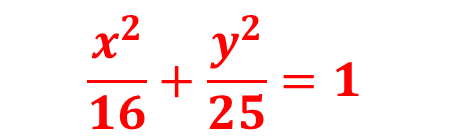 x²/16 + y²/25 = 1